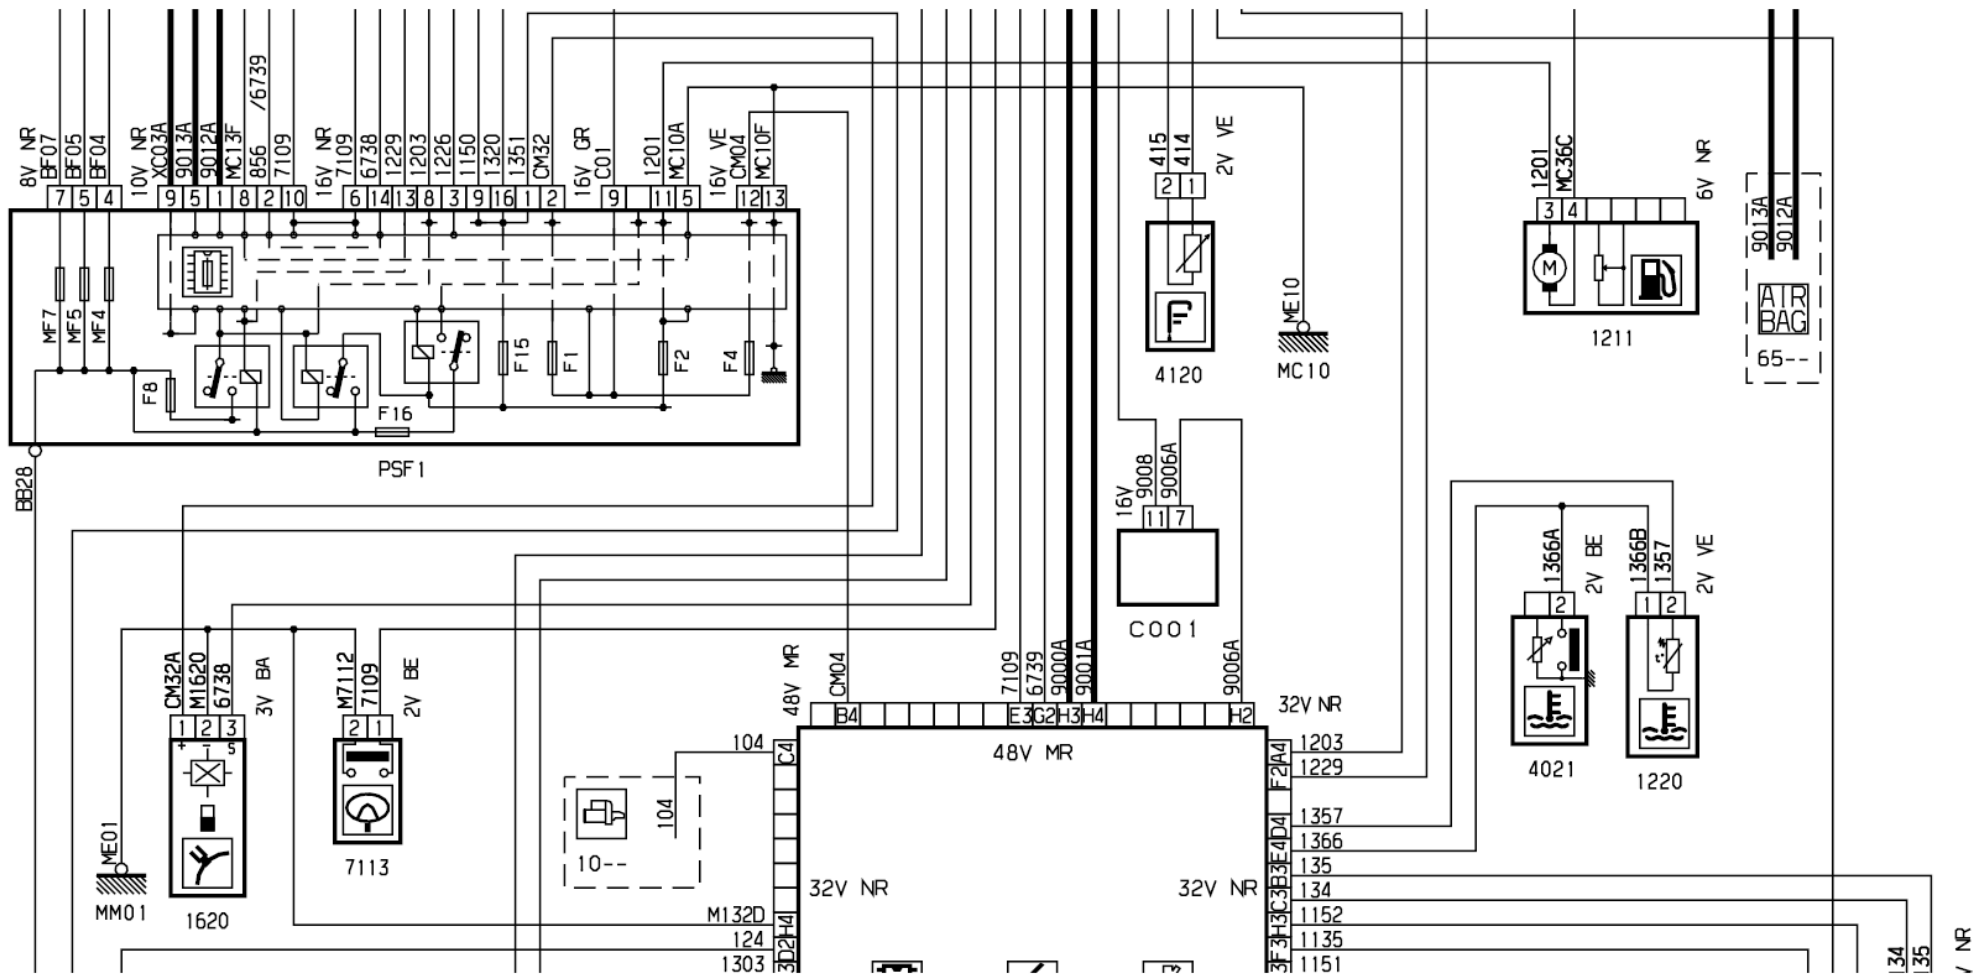 8V NR
BF07
BF05
BF04
10V NR
XC03A
9013A
9012A
MC13F
856
/6739
7109
16V NR
7109
6738
1229
1203
1226
1150
1320
1351
CM32
16V GR
C01
1201
MC10A
16V VE
CM04
MC10F
7 5 4
9 5 1 8 2 10
6 14 13 8 3 9 16 1 2
9 11 5
12 13
MF7
MF5
MF4
F8
F16
F15
F1
F2
F4
PSF1
BB28
415
414
2V VE
2 1
4120
ME10
MC10
1201
MC36C
6V NR
3 4
M
1211
9013A
9012A
AIR
BAG
65--
16V
9008
9006A
11 7
C001
1366A
2V BE
2
4021
1366B
1357
2V VE
1 2
1220
CM32A
M1620
6738
3V BA
1 2 3
+ - S
1620
ME01
MM01
M7112
7109
2V BE
2 1
7113
48V MR
CM04
7109
6739
9000A
9001A
9006A
B4 E3 G2 H3 H4 H2
32V NR
48V MR
104
C4
104
10--
32V NR
32V NR
M132D
H4
124
D2
1303
3
A4 1203
F2 1229
D4 1357
E4 1366
B3 135
C3 134
H3 1152
F3 1135
3 1151
34
35
V NR